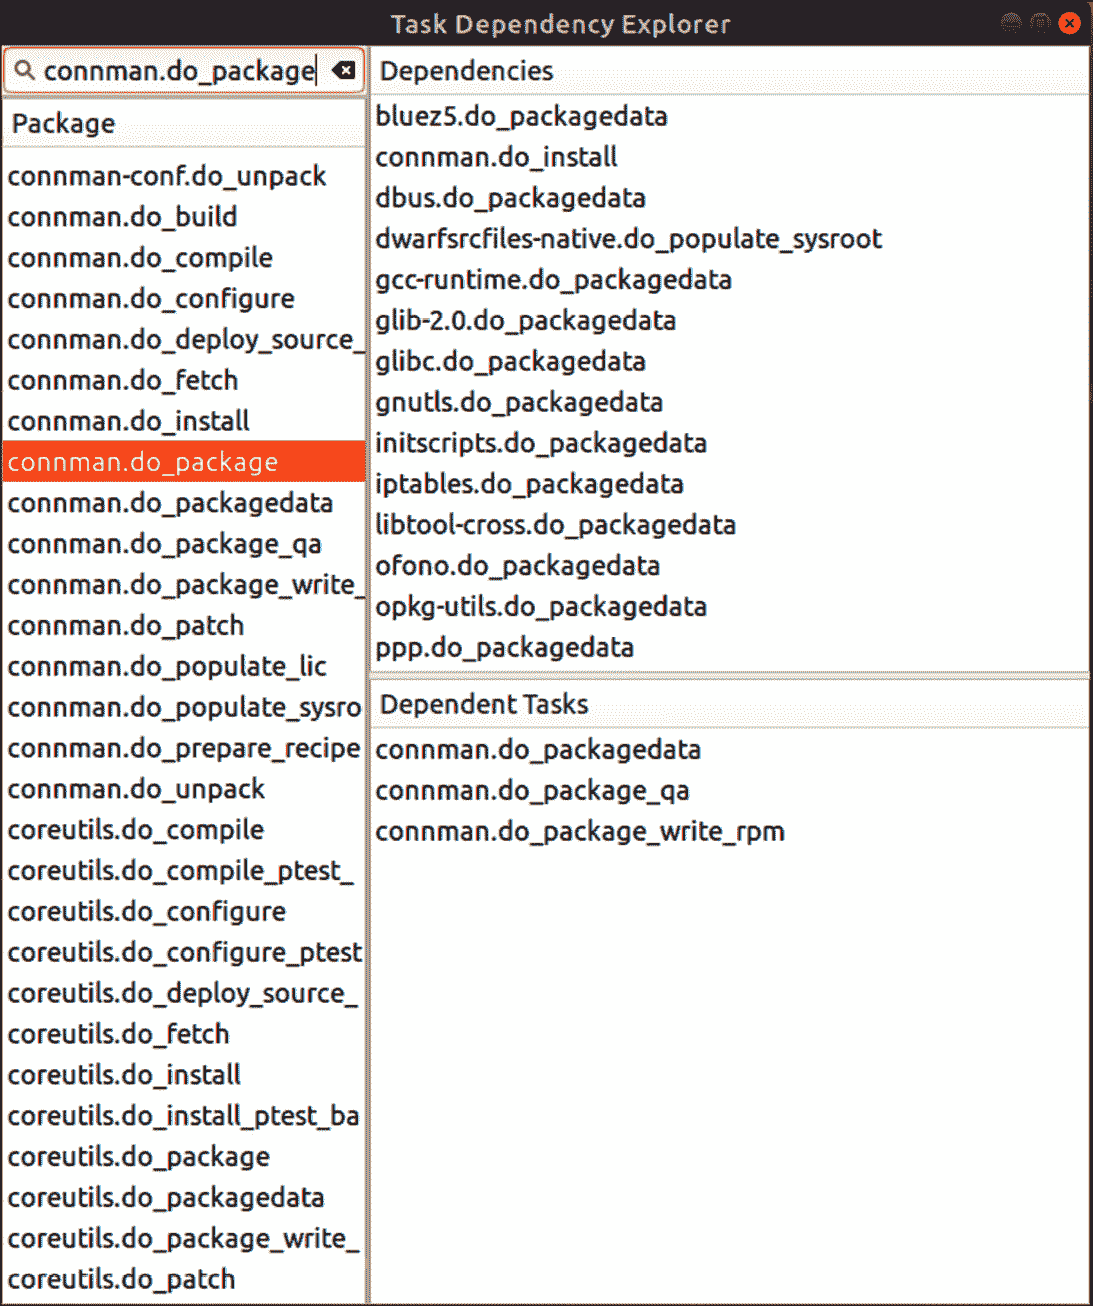 Task Dependency Explorer
connman.do_package
Package
connman-conf.do_unpack
connman.do_build
connman.do_compile
connman.do_configure
connman.do_deploy_source_
connman.do_fetch
connman.do_install
connman.do_package
connman.do_packagedata
connman.do_package_qa
connman.do_package_write_
connman.do_patch
connman.do_populate_lic
connman.do_populate_sysro
connman.do_prepare_recipe
connman.do_unpack
coreutils.do_compile
coreutils.do_compile_ptest_
coreutils.do_configure
coreutils.do_configure_ptest
coreutils.do_deploy_source_
coreutils.do_fetch
coreutils.do_install
coreutils.do_install_ptest_ba
coreutils.do_package
coreutils.do_packagedata
coreutils.do_package_write_
coreutils.do_patch
Dependencies
bluez5.do_packagedata
connman.do_install
dbus.do_packagedata
dwarfsrcfiles-native.do_populate_sysroot
gcc-runtime.do_packagedata
glib-2.0.do_packagedata
glibc.do_packagedata
gnutls.do_packagedata
initscripts.do_packagedata
iptables.do_packagedata
libtool-cross.do_packagedata
ofono.do_packagedata
opkg-utils.do_packagedata
ppp.do_packagedata
Dependent Tasks
connman.do_packagedata
connman.do_package_qa
connman.do_package_write_rpm